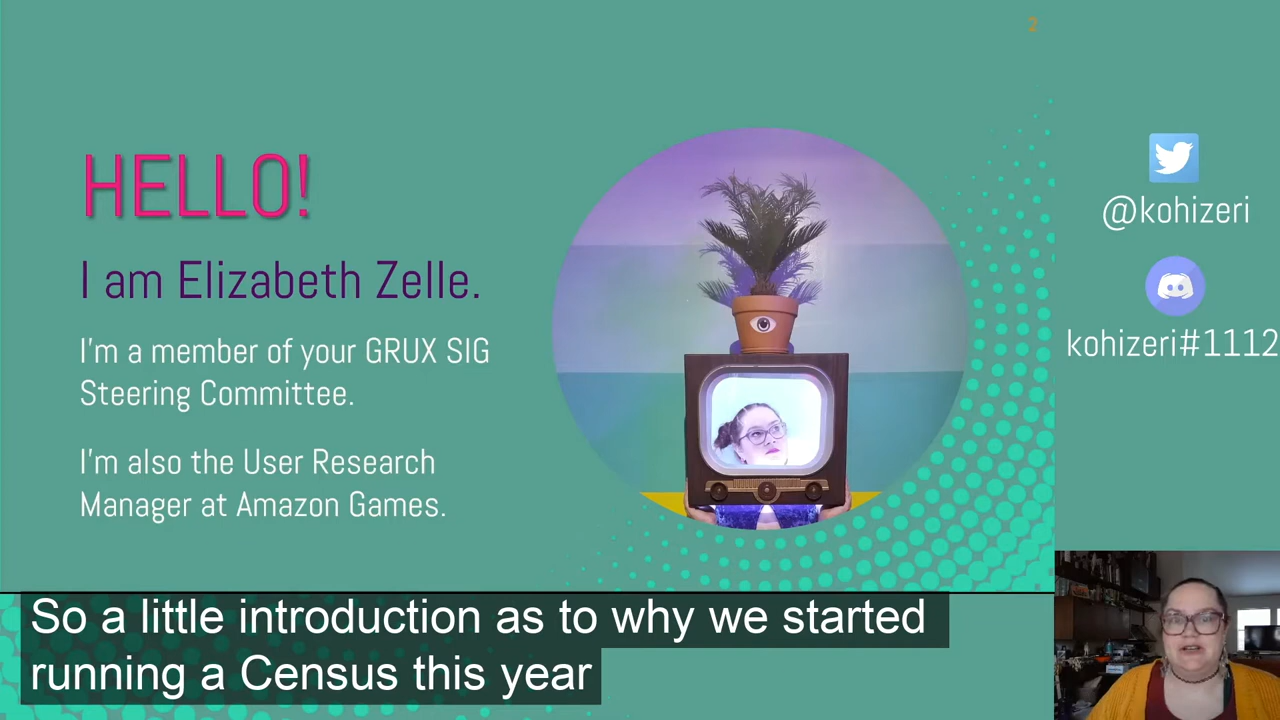 2
HELLO!
I am Elizabeth Zelle.
I'm a member of your GRUX SIG
Steering Committee.
I'm also the User Research
Manager at Amazon Games.
@kohizeri
kohizeri#1112
So a little introduction as to why we started
running a Census this year